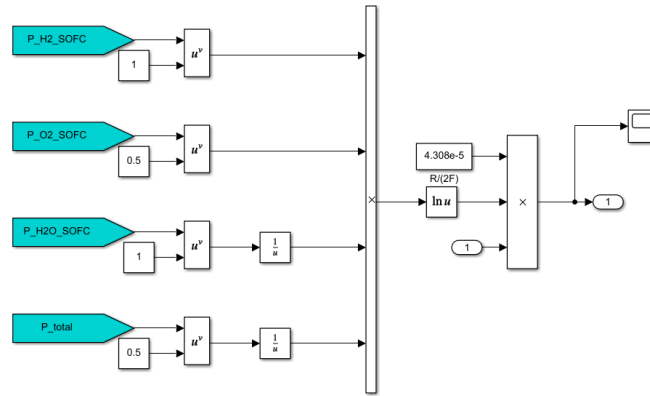 P_H2_SOFC
1
u^v
P_O2_SOFC
0.5
u^v
4.308e-5
R/(2F)
ln u
×
×
1
1
P_H2O_SOFC
1
u^v
1/u
P_total
0.5
u^v
1/u